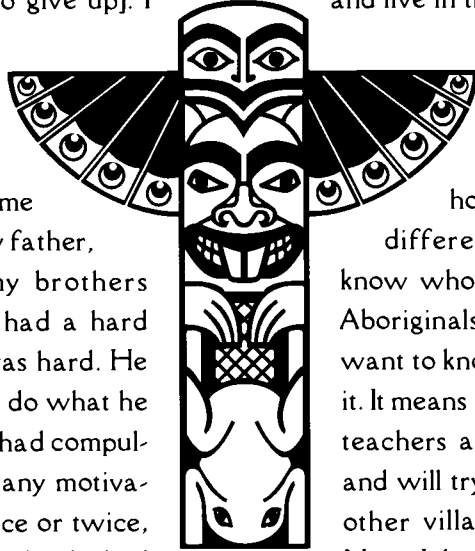 o give up]. I
me
father,
ny brothers
had a hard
as hard. He
do what he
had compul-
any motiva-
ce or twice,
and live in t
ho
differe
know who
Aboriginals
want to kno
it. It means
teachers a
and will try
other villa